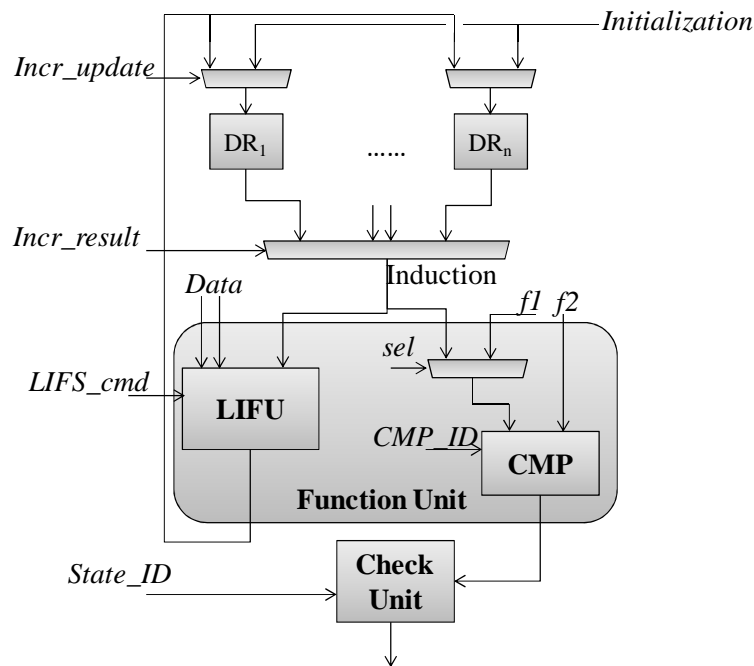 Initialization
Incr_update
DR1
......
DRn
Incr_result
Induction
Data
f1 f2
sel
LIFS_cmd
LIFU
CMP_ID
CMP
Function Unit
State_ID
Check
Unit